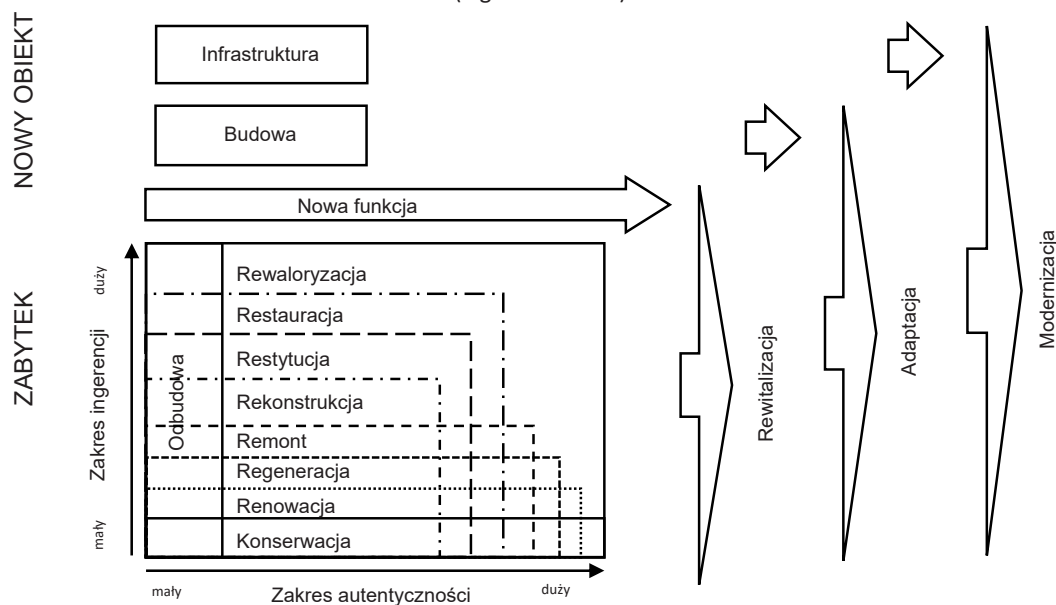 NOWY OBIEKT
Infrastruktura
Budowa
Nowa funkcja
ZABYTEK
duży
Zakres ingerencji
mały
Odbudowa
Rewaloryzacja
Restauracja
Restytucja
Rekonstrukcja
Remont
Regeneracja
Renowacja
Konserwacja
mały
Zakres autentyczności
duży
Rewitalizacja
Adaptacja
Modernizacja